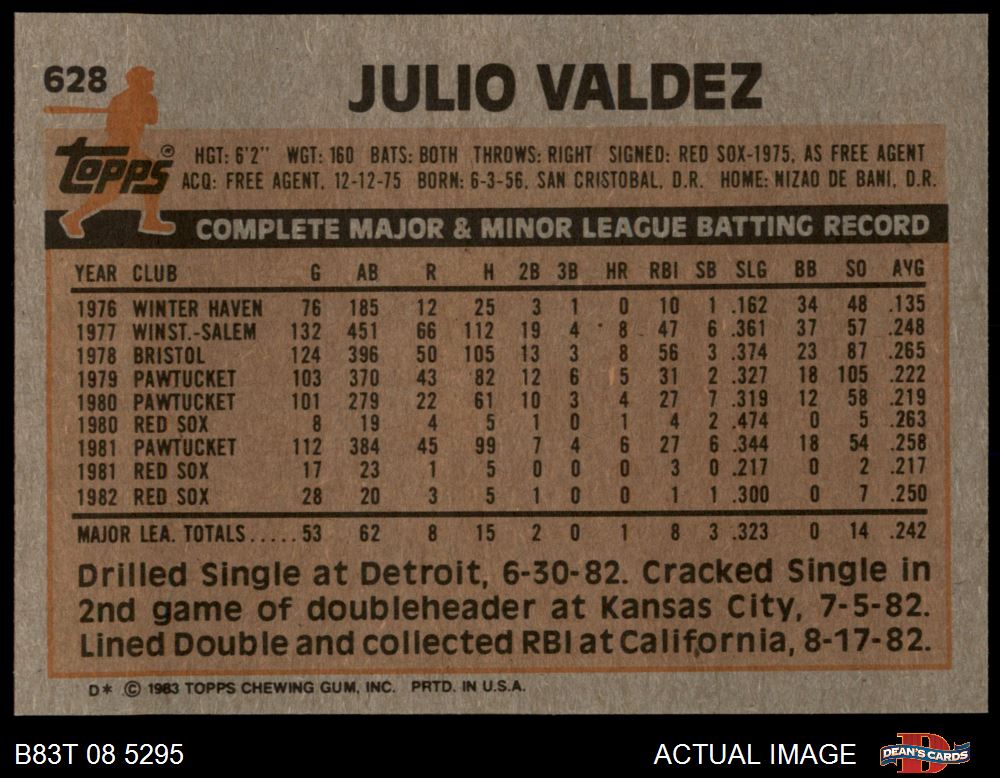 628
JULIO VALDEZ
Topps®
HGT: 6'2" WGT: 160 BATS: BOTH THROWS: RIGHT SIGNED: RED SOX-1975, AS FREE AGENT
ACQ: FREE AGENT, 12-12-75 BORN: 6-3-56, SAN CRISTOBAL, D.R. HOME: NIZAO DE BANI, D.R.
COMPLETE MAJOR & MINOR LEAGUE BATTING RECORD
YEAR CLUB G AB R H 2B 3B HR RBI SB SLG BB SO AVG
1976 WINTER HAVEN 76 185 12 25 3 1 0 10 1 .162 34 48 .135
1977 WINST.-SALEM 132 451 66 112 19 4 8 47 6 .361 37 57 .248
1978 BRISTOL 124 396 50 105 13 3 8 56 3 .374 23 87 .265
1979 PAWTUCKET 103 370 43 82 12 6 5 31 2 .327 18 105 .222
1980 PAWTUCKET 101 279 22 61 10 3 4 27 7 .319 12 58 .219
1980 RED SOX 8 19 4 5 1 0 1 4 2 .474 0 5 .263
1981 PAWTUCKET 112 384 45 99 7 4 6 27 6 .344 18 54 .258
1981 RED SOX 17 23 1 5 0 0 0 3 0 .217 0 2 .217
1982 RED SOX 28 20 3 5 1 0 0 1 1 .300 0 7 .250
MAJOR LEA. TOTALS.....53 62 8 15 2 0 1 8 3 .323 0 14 .242
Drilled Single at Detroit, 6-30-82. Cracked Single in
2nd game of doubleheader at Kansas City, 7-5-82.
Lined Double and collected RBI at California, 8-17-82.
D* © 1983 TOPPS CHEWING GUM, INC. PRTD. IN U.S.A.
B83T 08 5295 ACTUAL IMAGE DEAN'S CARDS